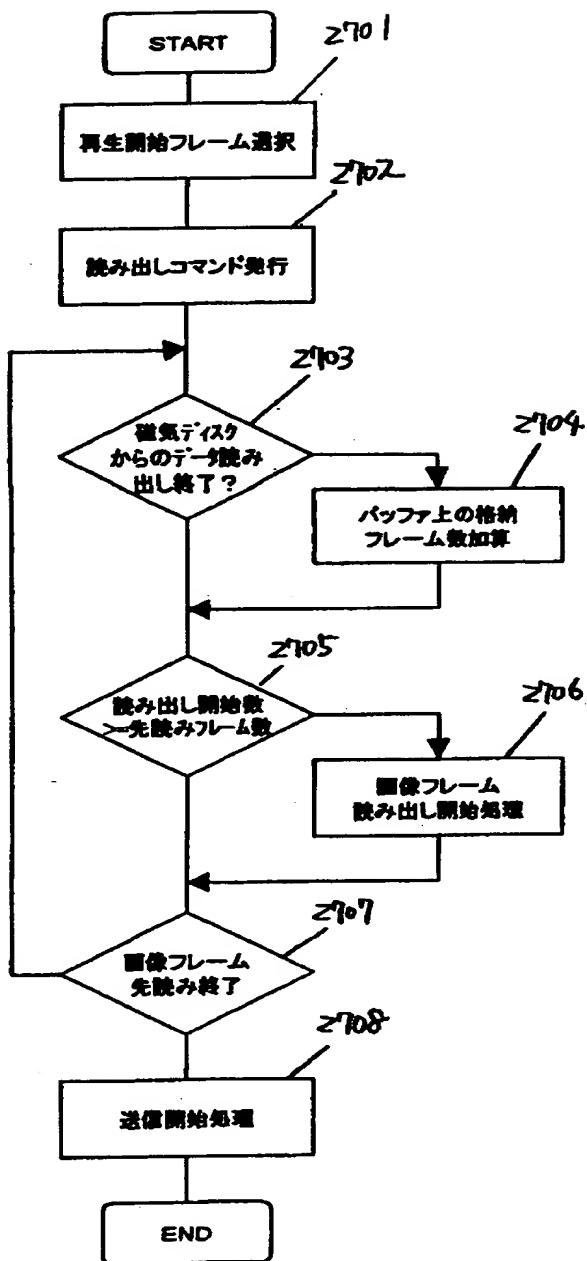 START
2701
再生開始フレーム選択
2702
読み出しコマンド発行
2703
磁気ディスク
からのデータ読み
出し終了？
2704
バッファ上の格納
フレーム数加算
2705
読み出し開始数
>=先読みフレーム数
2706
画像フレーム
読み出し開始処理
2707
画像フレーム
先読み終了
2708
送信開始処理
END